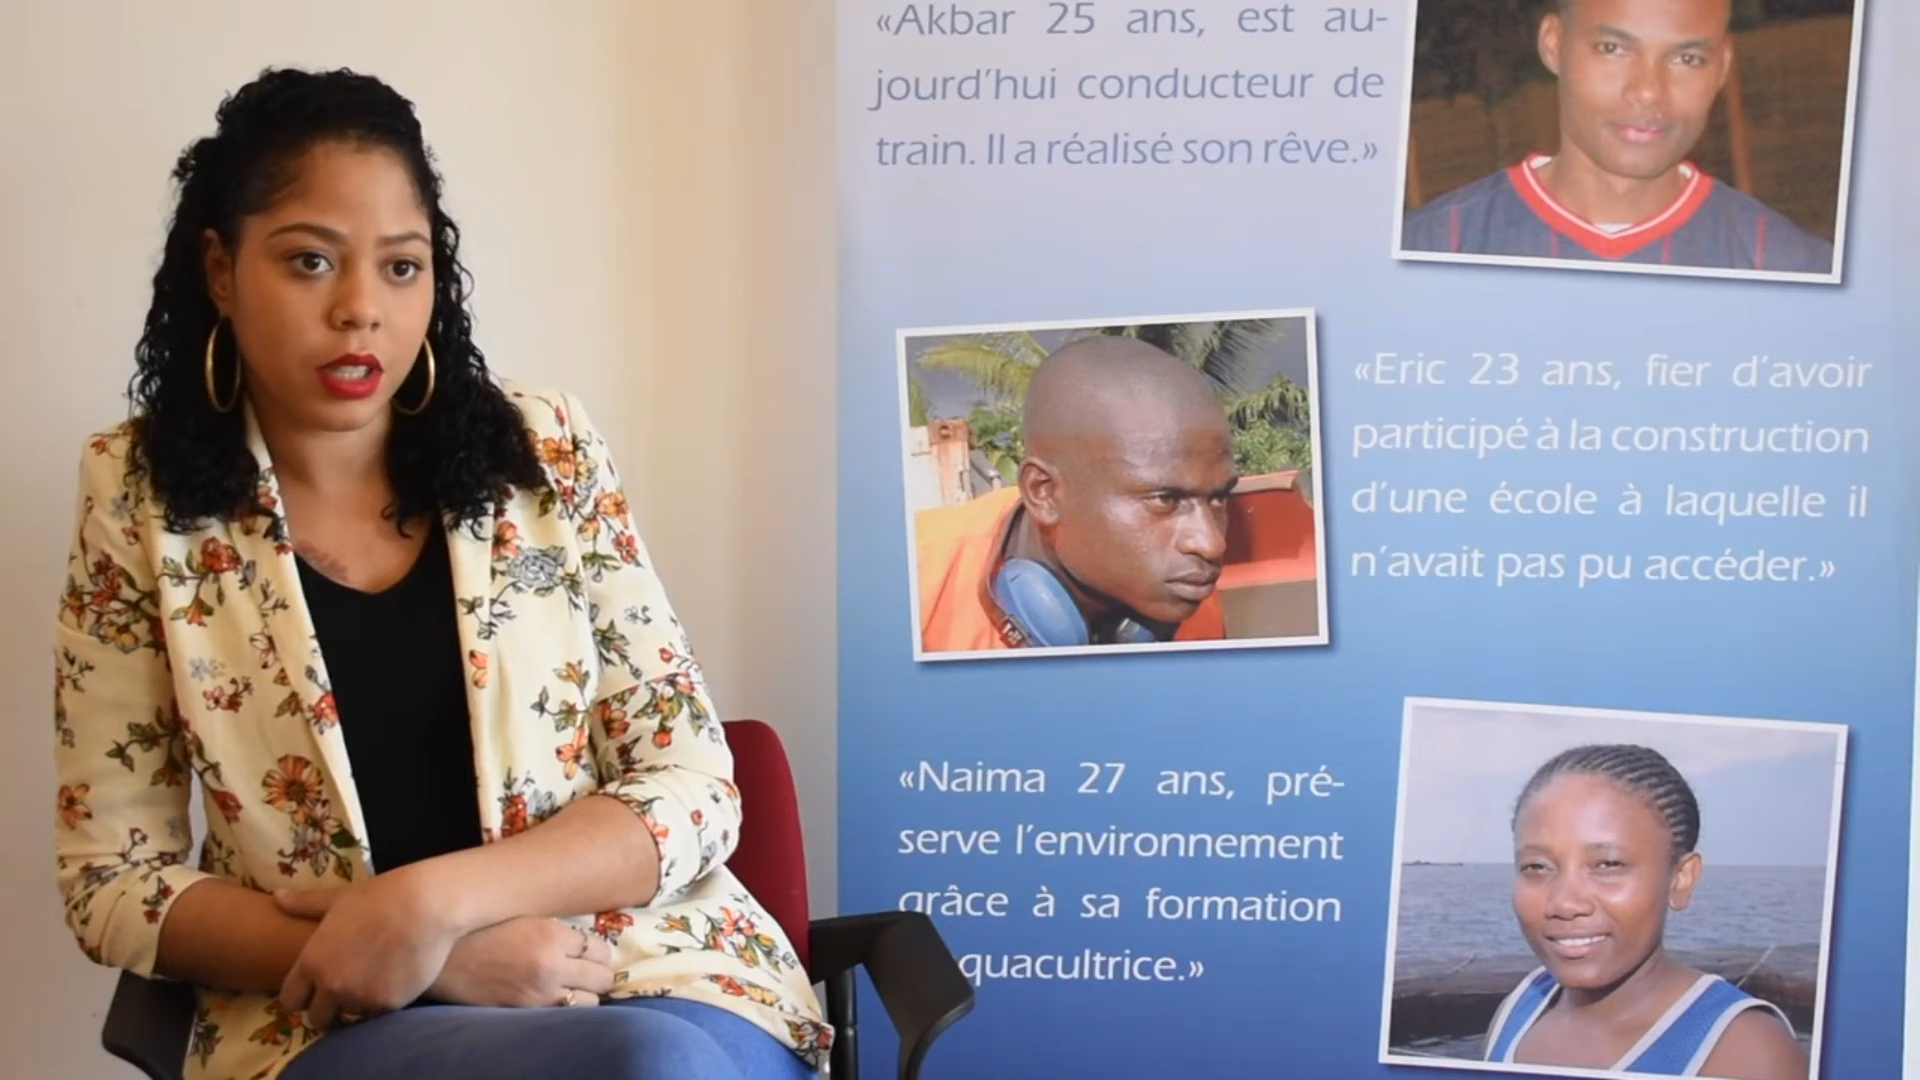 «Akbar 25 ans, est au-
jourd’hui conducteur de
train. Il a réalisé son rêve.»
«Eric 23 ans, fier d’avoir
participé à la construction
d’une école à laquelle il
n’avait pas pu accéder.»
«Naima 27 ans, pré-
serve l’environnement
grâce à sa formation
quacultrice.»